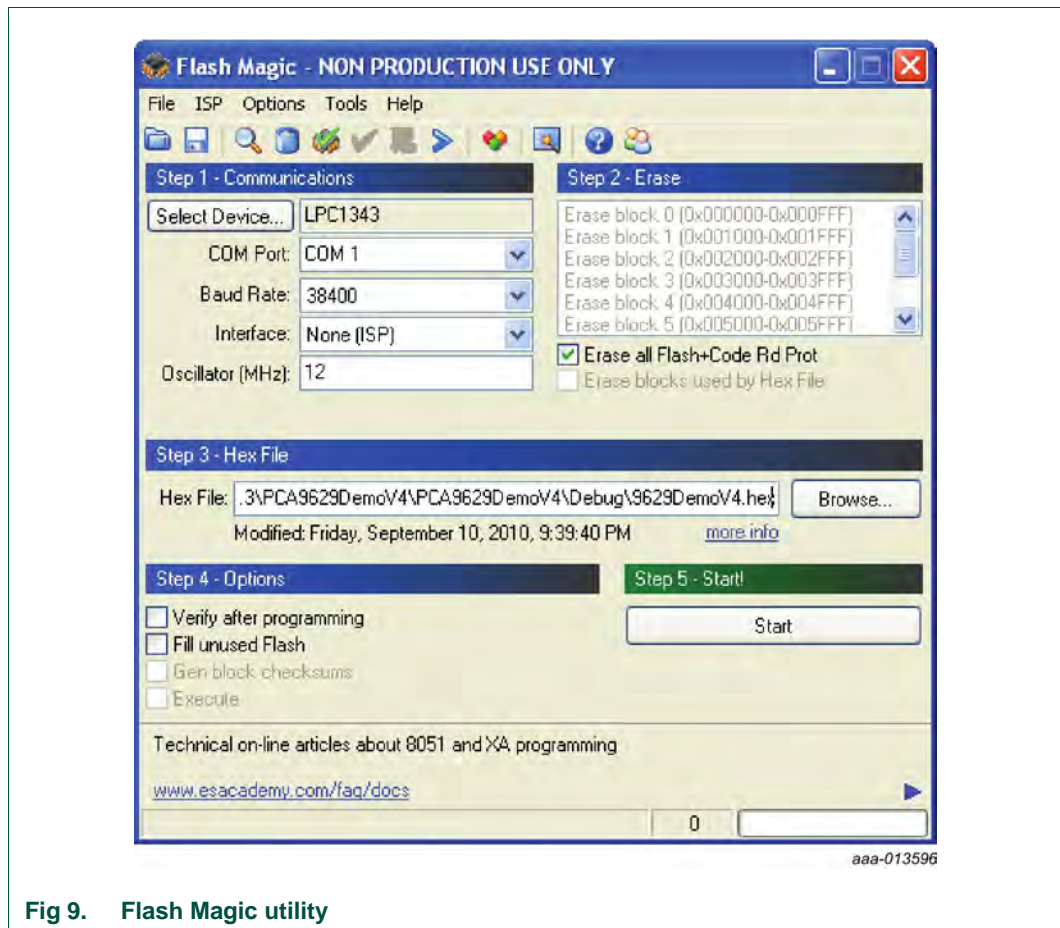 Flash Magic - NON PRODUCTION USE ONLY
File ISP Options Tools Help
Step 1 - Communications
Select Device... LPC1343
COM Port: COM 1
Baud Rate: 38400
Interface: None (ISP)
Oscillator (MHz): 12
Step 2 - Erase
Erase block 0 (0x000000-0x000FFF)
Erase block 1 (0x001000-0x001FFF)
Erase block 2 (0x002000-0x002FFF)
Erase block 3 (0x003000-0x003FFF)
Erase block 4 (0x004000-0x004FFF)
Erase block 5 (0x005000-0x005FFF)
Erase all Flash+Code Rd Prot
Erase blocks used by Hex File
Step 3 - Hex File
Hex File: .3\PCA9629DemoV4\PCA9629DemoV4\Debug\9629DemoV4.hex Browse...
Modified: Friday, September 10, 2010, 9:39:40 PM more info
Step 4 - Options
Verify after programming
Fill unused Flash
Gen block checksums
Execute
Step 5 - Start!
Start
Technical on-line articles about 8051 and XA programming
www.esacademy.com/faq/docs
0
aaa-013596
Fig 9. Flash Magic utility